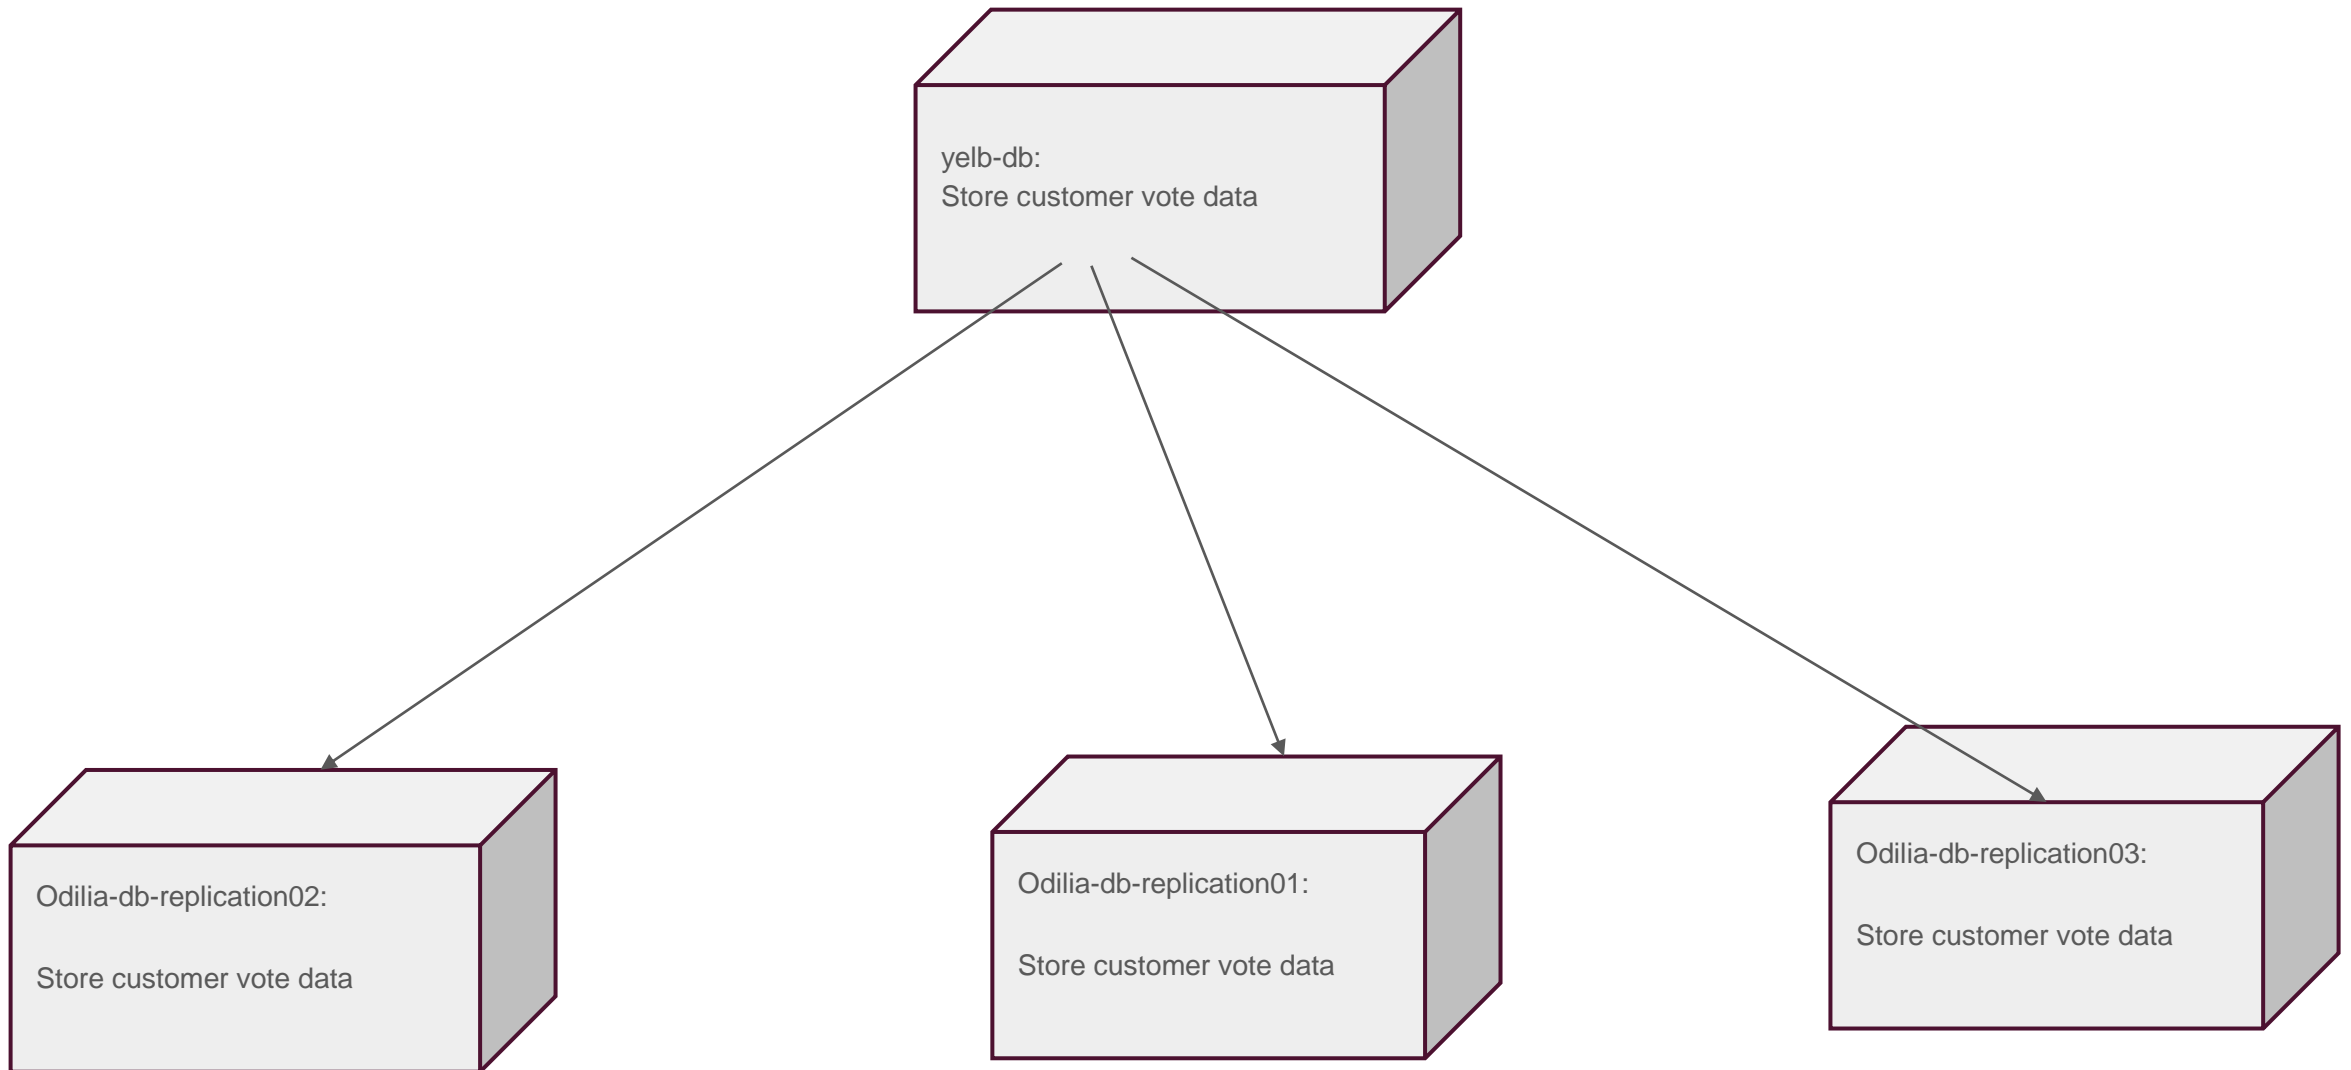 yelb-db:
Store customer vote data
Odilia-db-replication02:
Store customer vote data
Odilia-db-replication01:
Store customer vote data
Odilia-db-replication03:
Store customer vote data